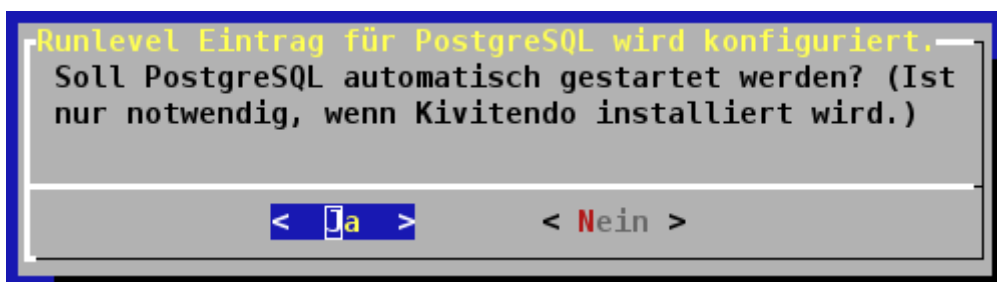 Runlevel Eintrag für PostgreSQL wird konfiguriert.
Soll PostgreSQL automatisch gestartet werden? (Ist
nur notwendig, wenn Kivitendo installiert wird.)
< Ja > < Nein >